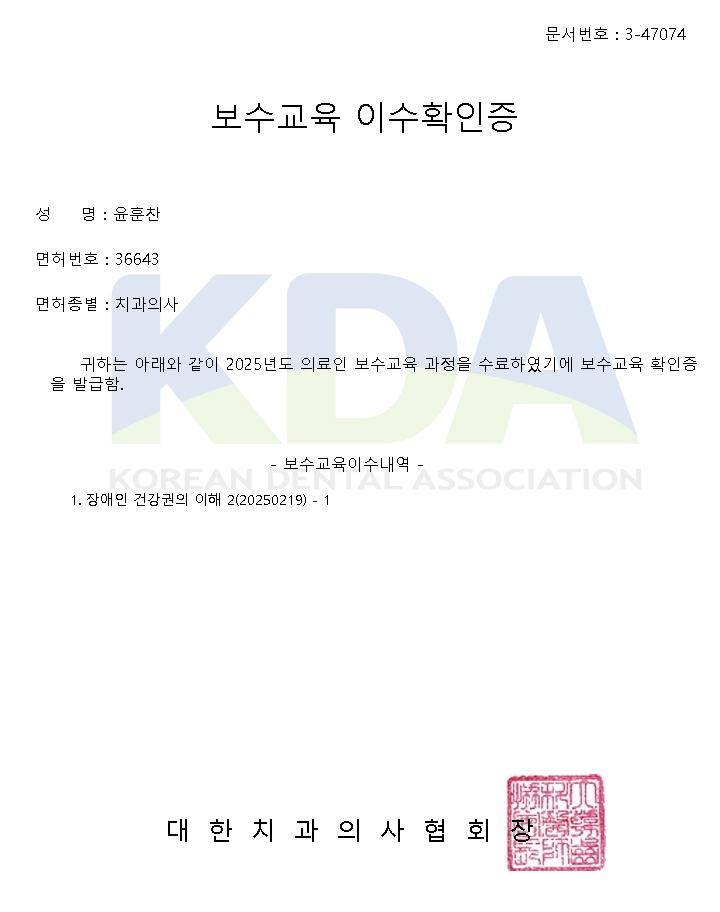 문서번호 : 3-47074
보수교육 이수확인증
성 명 : 윤훈찬
면허번호 : 36643
면허종별 : 치과의사
귀하는 아래와 같이 2025년도 의료인 보수교육 과정을 수료하였기에 보수교육 확인증
을 발급함.
KDA
- 보수교육이수내역 -
KOREAN DENTAL ASSOCIATION
1. 장애인 건강권의 이해 2(20250219) - 1
대 한 치 과 의 사 협 회 장